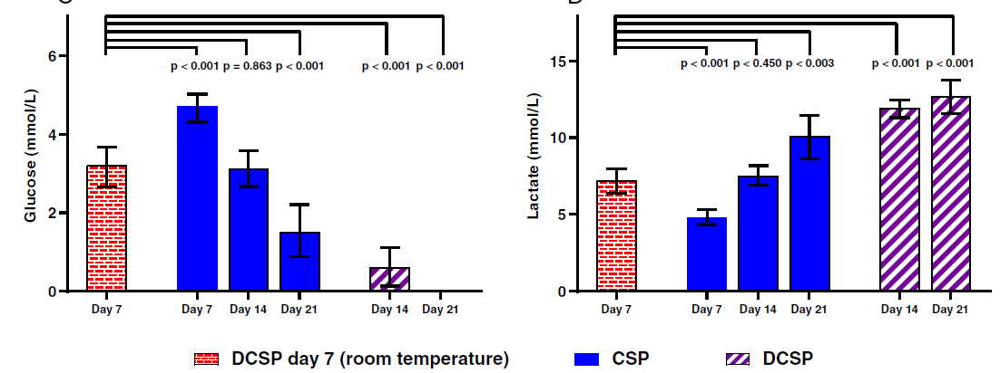 6
4
2
0
Glucose (mmol/L)
p < 0.001 p = 0.863 p < 0.001 p < 0.001 p < 0.001
Day 7 Day 7 Day 14 Day 21 Day 14 Day 21
15
10
5
0
Lactate (mmol/L)
p < 0.001 p < 0.450 p < 0.003 p < 0.001 p < 0.001
Day 7 Day 7 Day 14 Day 21 Day 14 Day 21
DCSP day 7 (room temperature) CSP DCSP